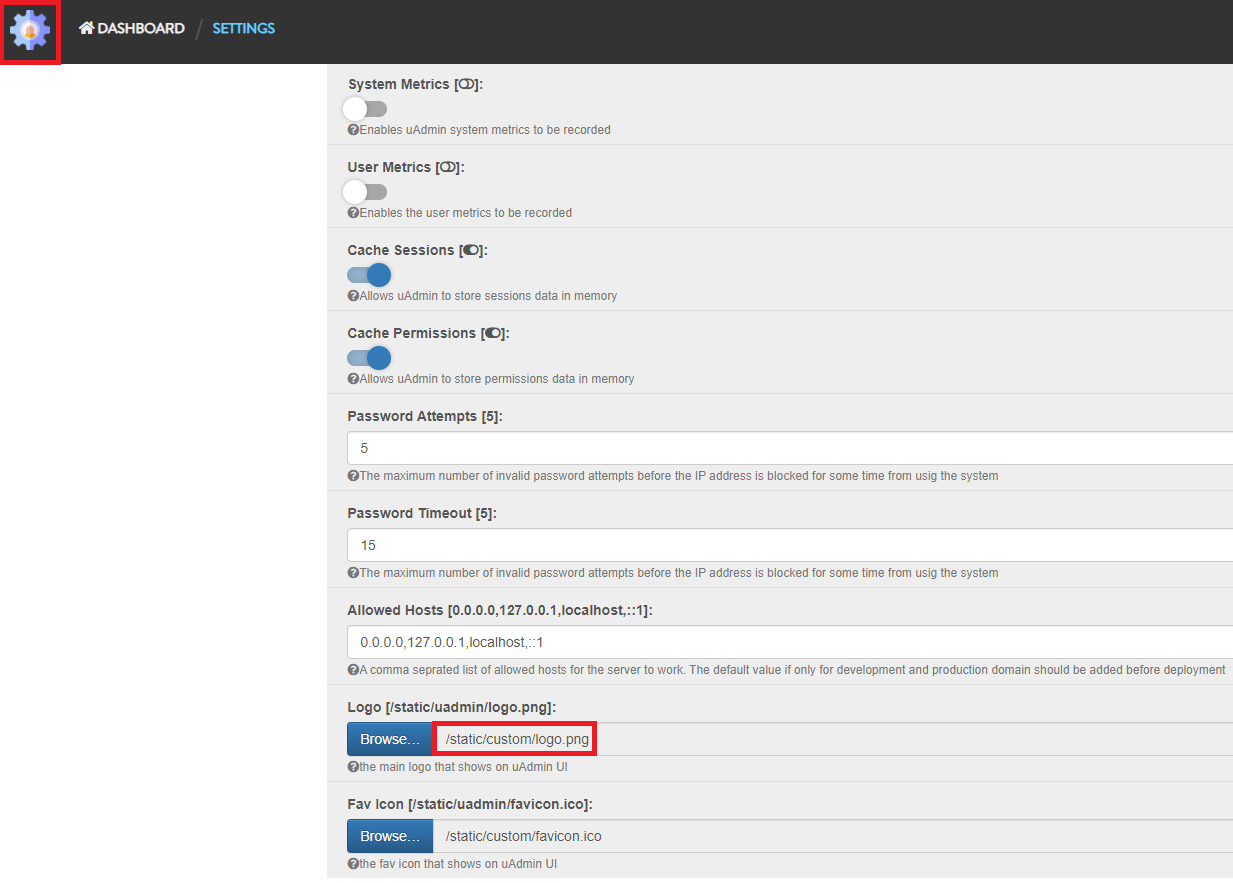 DASHBOARD / SETTINGS
System Metrics []:
Enables uAdmin system metrics to be recorded
User Metrics []:
Enables the user metrics to be recorded
Cache Sessions []:
Allows uAdmin to store sessions data in memory
Cache Permissions []:
Allows uAdmin to store permissions data in memory
Password Attempts [5]:
5
The maximum number of invalid password attempts before the IP address is blocked for some time from usig the system
Password Timeout [5]:
15
The maximum number of invalid password attempts before the IP address is blocked for some time from usig the system
Allowed Hosts [0.0.0.0,127.0.0.1,localhost,::1]:
0.0.0.0,127.0.0.1,localhost,::1
A comma seprated list of allowed hosts for the server to work. The default value if only for development and production domain should be added before deployment
Logo [/static/uadmin/logo.png]:
Browse... /static/custom/logo.png
the main logo that shows on uAdmin UI
Fav Icon [/static/uadmin/favicon.ico]:
Browse... /static/custom/favicon.ico
the fav icon that shows on uAdmin UI